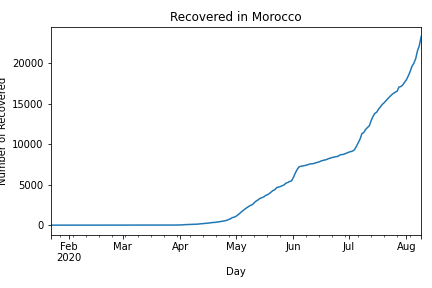 Recovered in Morocco
Number of Recovered
20000
15000
10000
5000
0
Feb Mar Apr May Jun Jul Aug
2020
Day